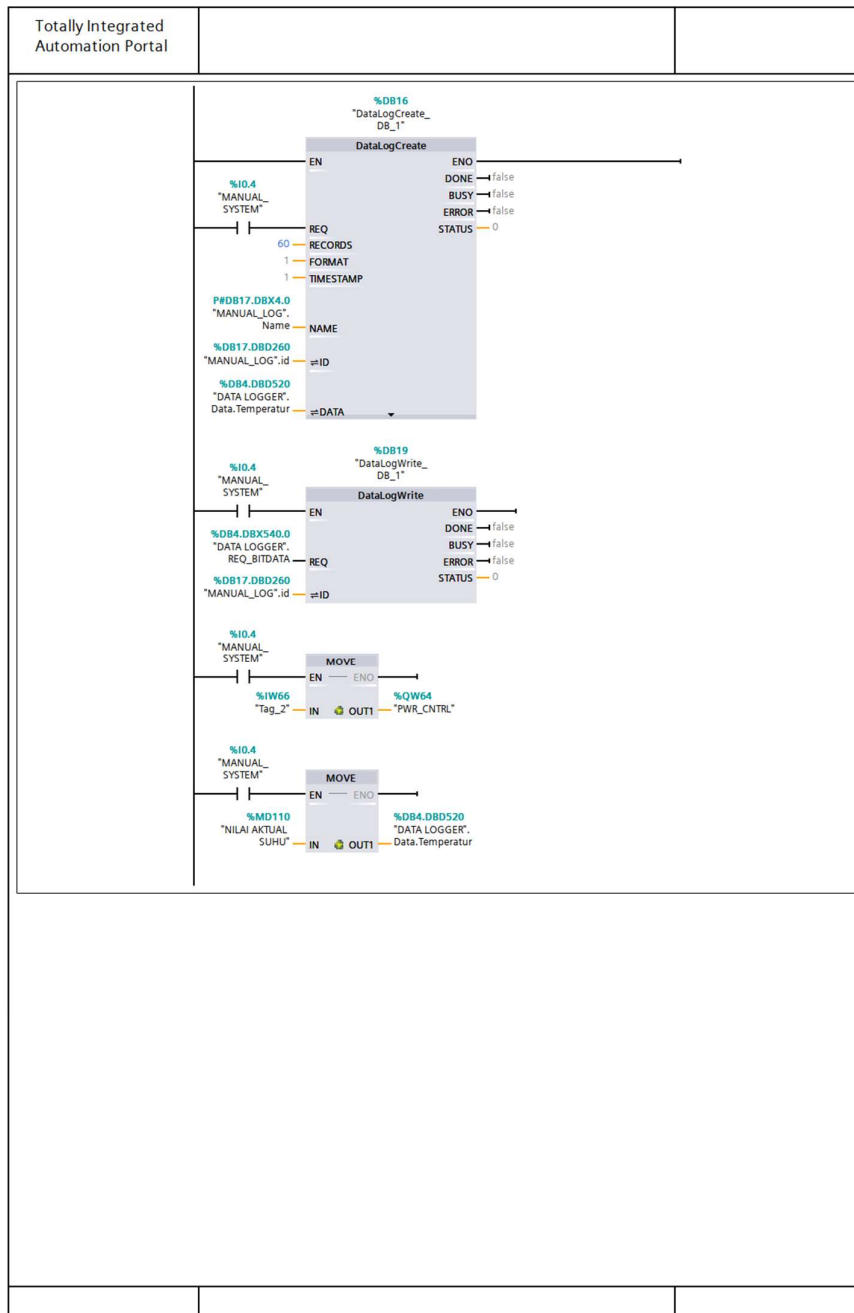 Totally Integrated
Automation Portal
%DB16
"DataLogCreate_
DB_1"
DataLogCreate
EN
ENO
DONE
false
BUSY
false
ERROR
false
%I0.4
"MANUAL_
SYSTEM"
REQ
STATUS
0
60
RECORDS
1
FORMAT
1
TIMESTAMP
P#DB17.DBX4.0
"MANUAL_LOG".
Name
NAME
%DB17.DBD260
"MANUAL_LOG".id
⇌ID
%DB4.DBD520
"DATA LOGGER".
Data.Temperatur
⇌DATA
%DB19
"DataLogWrite_
DB_1"
DataLogWrite
%I0.4
"MANUAL_
SYSTEM"
EN
ENO
DONE
false
BUSY
false
ERROR
false
STATUS
0
%DB4.DBX540.0
"DATA LOGGER".
REQ_BITDATA
REQ
%DB17.DBD260
"MANUAL_LOG".id
⇌ID
%I0.4
"MANUAL_
SYSTEM"
MOVE
EN
ENO
%IW66
"Tag_2"
IN
OUT1
%QW64
"PWR_CNTRL"
%I0.4
"MANUAL_
SYSTEM"
MOVE
EN
ENO
%MD110
"NILAI AKTUAL
SUHU"
IN
OUT1
%DB4.DBD520
"DATA LOGGER".
Data.Temperatur